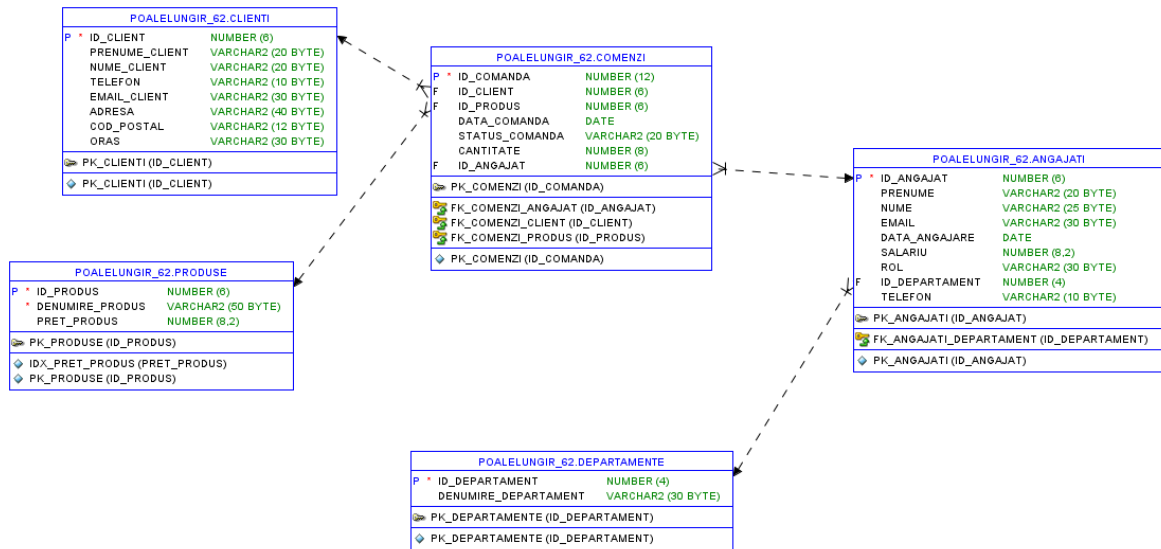 POALELUNGIR_62.CLIENTI
P * ID_CLIENT NUMBER (6)
PRENUME_CLIENT VARCHAR2 (20 BYTE)
NUME_CLIENT VARCHAR2 (20 BYTE)
TELEFON VARCHAR2 (10 BYTE)
EMAIL_CLIENT VARCHAR2 (30 BYTE)
ADRESA VARCHAR2 (40 BYTE)
COD_POSTAL VARCHAR2 (12 BYTE)
ORAS VARCHAR2 (30 BYTE)
PK_CLIENTI (ID_CLIENT)
PK_CLIENTI (ID_CLIENT)
POALELUNGIR_62.COMENZI
P * ID_COMANDA NUMBER (12)
F ID_CLIENT NUMBER (6)
F ID_PRODUS NUMBER (6)
DATA_COMANDA DATE
STATUS_COMANDA VARCHAR2 (20 BYTE)
CANTITATE NUMBER (8)
F ID_ANGAJAT NUMBER (6)
PK_COMENZI (ID_COMANDA)
FK_COMENZI_ANGAJAT (ID_ANGAJAT)
FK_COMENZI_CLIENT (ID_CLIENT)
FK_COMENZI_PRODUS (ID_PRODUS)
PK_COMENZI (ID_COMANDA)
POALELUNGIR_62.ANGAJATI
P * ID_ANGAJAT NUMBER (6)
PRENUME VARCHAR2 (20 BYTE)
NUME VARCHAR2 (25 BYTE)
EMAIL VARCHAR2 (30 BYTE)
DATA_ANGAJARE DATE
SALARIU NUMBER (8,2)
ROL VARCHAR2 (30 BYTE)
F ID_DEPARTAMENT NUMBER (4)
TELEFON VARCHAR2 (10 BYTE)
PK_ANGAJATI (ID_ANGAJAT)
FK_ANGAJATI_DEPARTAMENT (ID_DEPARTAMENT)
PK_ANGAJATI (ID_ANGAJAT)
POALELUNGIR_62.PRODUSE
P * ID_PRODUS NUMBER (6)
* DENUMIRE_PRODUS VARCHAR2 (50 BYTE)
PRET_PRODUS NUMBER (8,2)
PK_PRODUSE (ID_PRODUS)
IDX_PRET_PRODUS (PRET_PRODUS)
PK_PRODUSE (ID_PRODUS)
POALELUNGIR_62.DEPARTAMENTE
P * ID_DEPARTAMENT NUMBER (4)
DENUMIRE_DEPARTAMENT VARCHAR2 (30 BYTE)
PK_DEPARTAMENTE (ID_DEPARTAMENT)
PK_DEPARTAMENTE (ID_DEPARTAMENT)